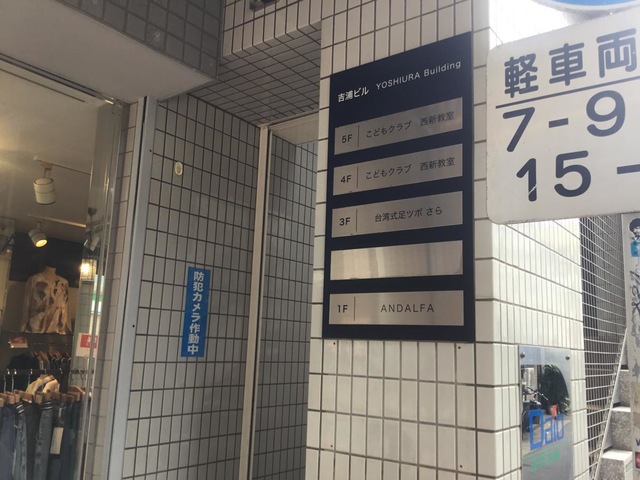 吉浦ビル YOSHIURA Building
5F こどもクラブ 西新教室
4F こどもクラブ 西新教室
3F 台湾式足ツボ さら
1F ANDALFA
防犯カメラ作動中
軽車両
7-9
15-